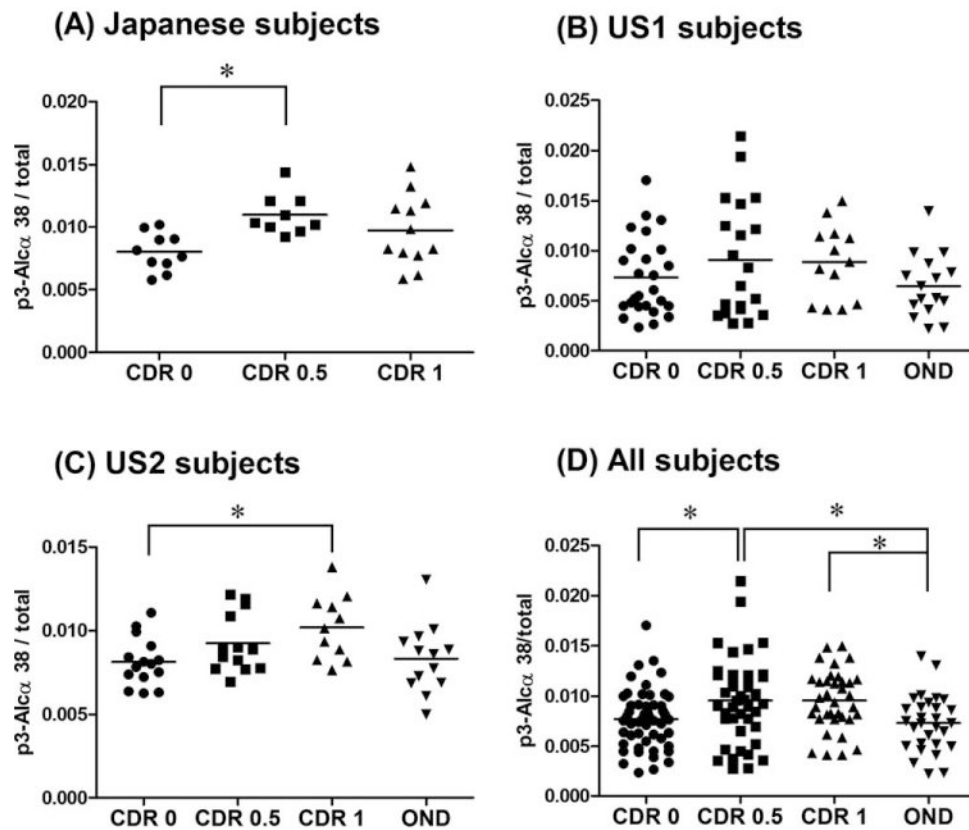 (A) Japanese subjects
*
p3-Alcα 38 / total
0.020
0.015
0.010
0.005
0.000
CDR 0 CDR 0.5 CDR 1
(B) US1 subjects
p3-Alcα 38 / total
0.025
0.020
0.015
0.010
0.005
0.000
CDR 0 CDR 0.5 CDR 1 OND
(C) US2 subjects
*
p3-Alcα 38 / total
0.015
0.010
0.005
0.000
CDR 0 CDR 0.5 CDR 1 OND
(D) All subjects
* *
*
p3-Alcα 38/total
0.025
0.020
0.015
0.010
0.005
0.000
CDR 0 CDR 0.5 CDR 1 OND